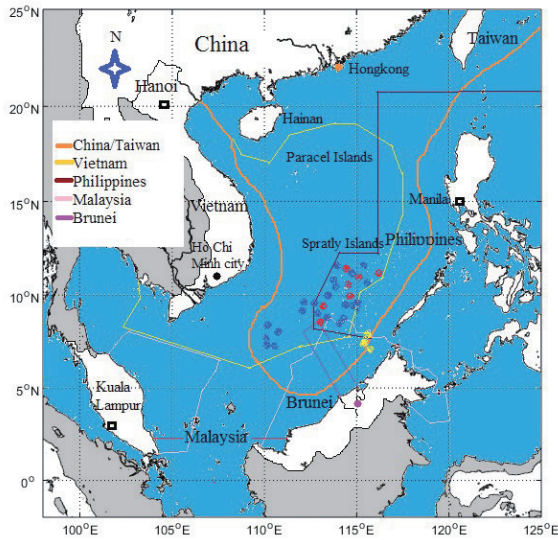 25°N
N
China
Taiwan
Hongkong
Hanoi
20°N
Hainan
China/Taiwan
Vietnam
Philippines
Malaysia
Brunei
Paracel Islands
Manila
15°N
Vietnam
Spratly Islands
Philippines
Ho Chi
Minh city
10°N
5°N
Kuala
Lampur
Brunei
Malaysia
0°
100°E
105°E
110°E
115°E
120°E
125°E